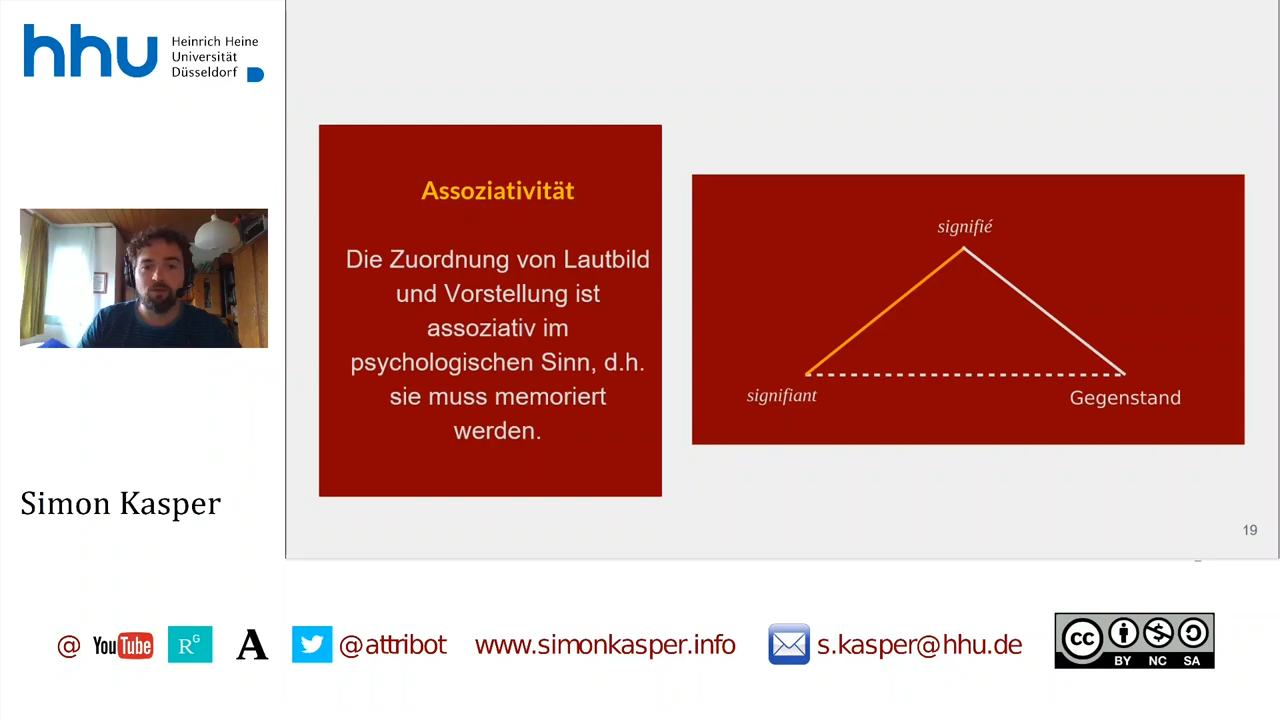 hhu
Heinrich Heine
Universität
Düsseldorf
Assoziativität
Die Zuordnung von Lautbild
und Vorstellung ist
assoziativ im
psychologischen Sinn, d.h.
sie muss memoriert
werden.
signifié
signifiant
Gegenstand
19
Simon Kasper
@ YouTube RG A @attribot www.simonkasper.info s.kasper@hhu.de
cc BY NC SA